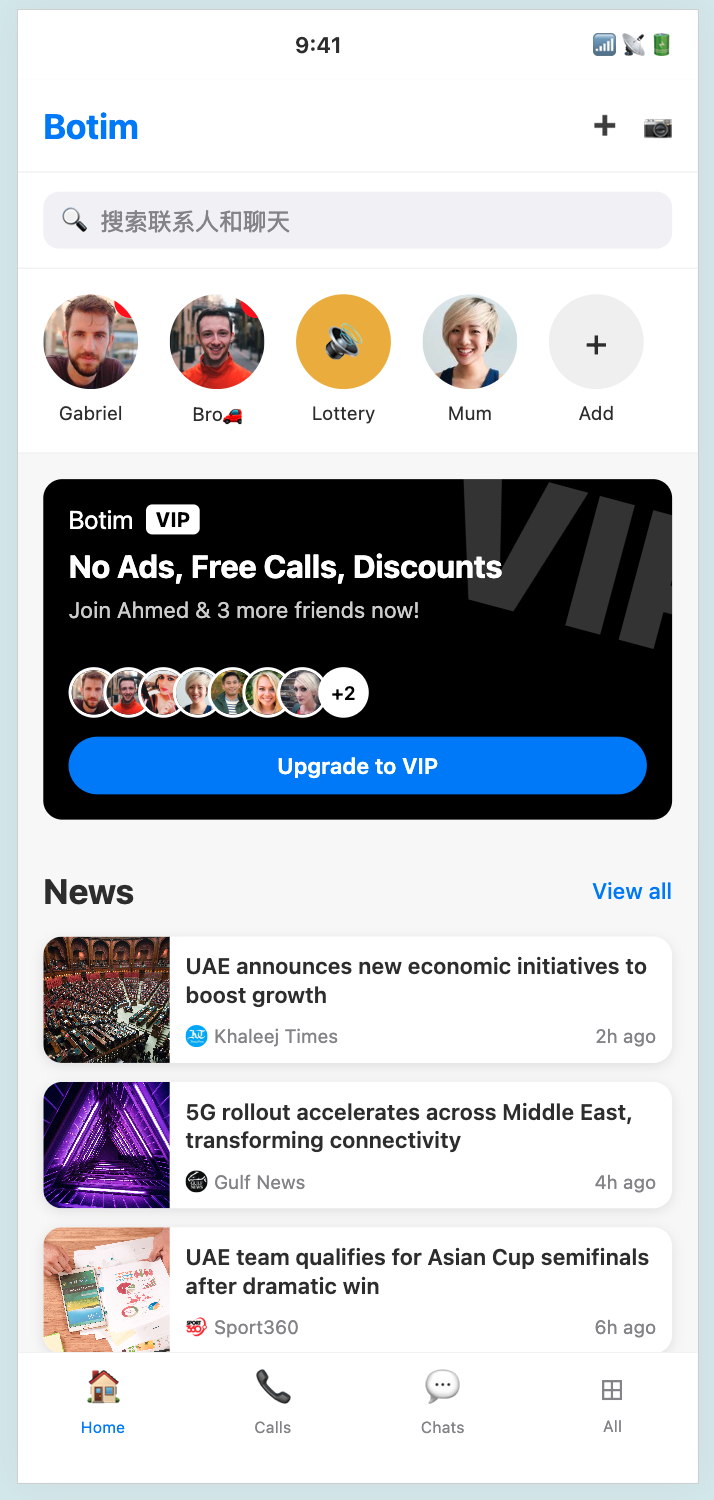 9:41
Botim
搜索联系人和聊天
Gabriel
Bro
Lottery
Mum
Add
Botim VIP
VIP
No Ads, Free Calls, Discounts
Join Ahmed & 3 more friends now!
+2
Upgrade to VIP
News
View all
UAE announces new economic initiatives to
boost growth
Khaleej Times
2h ago
5G rollout accelerates across Middle East,
transforming connectivity
Gulf News
4h ago
UAE team qualifies for Asian Cup semifinals
after dramatic win
Sport360
6h ago
Home
Calls
Chats
All